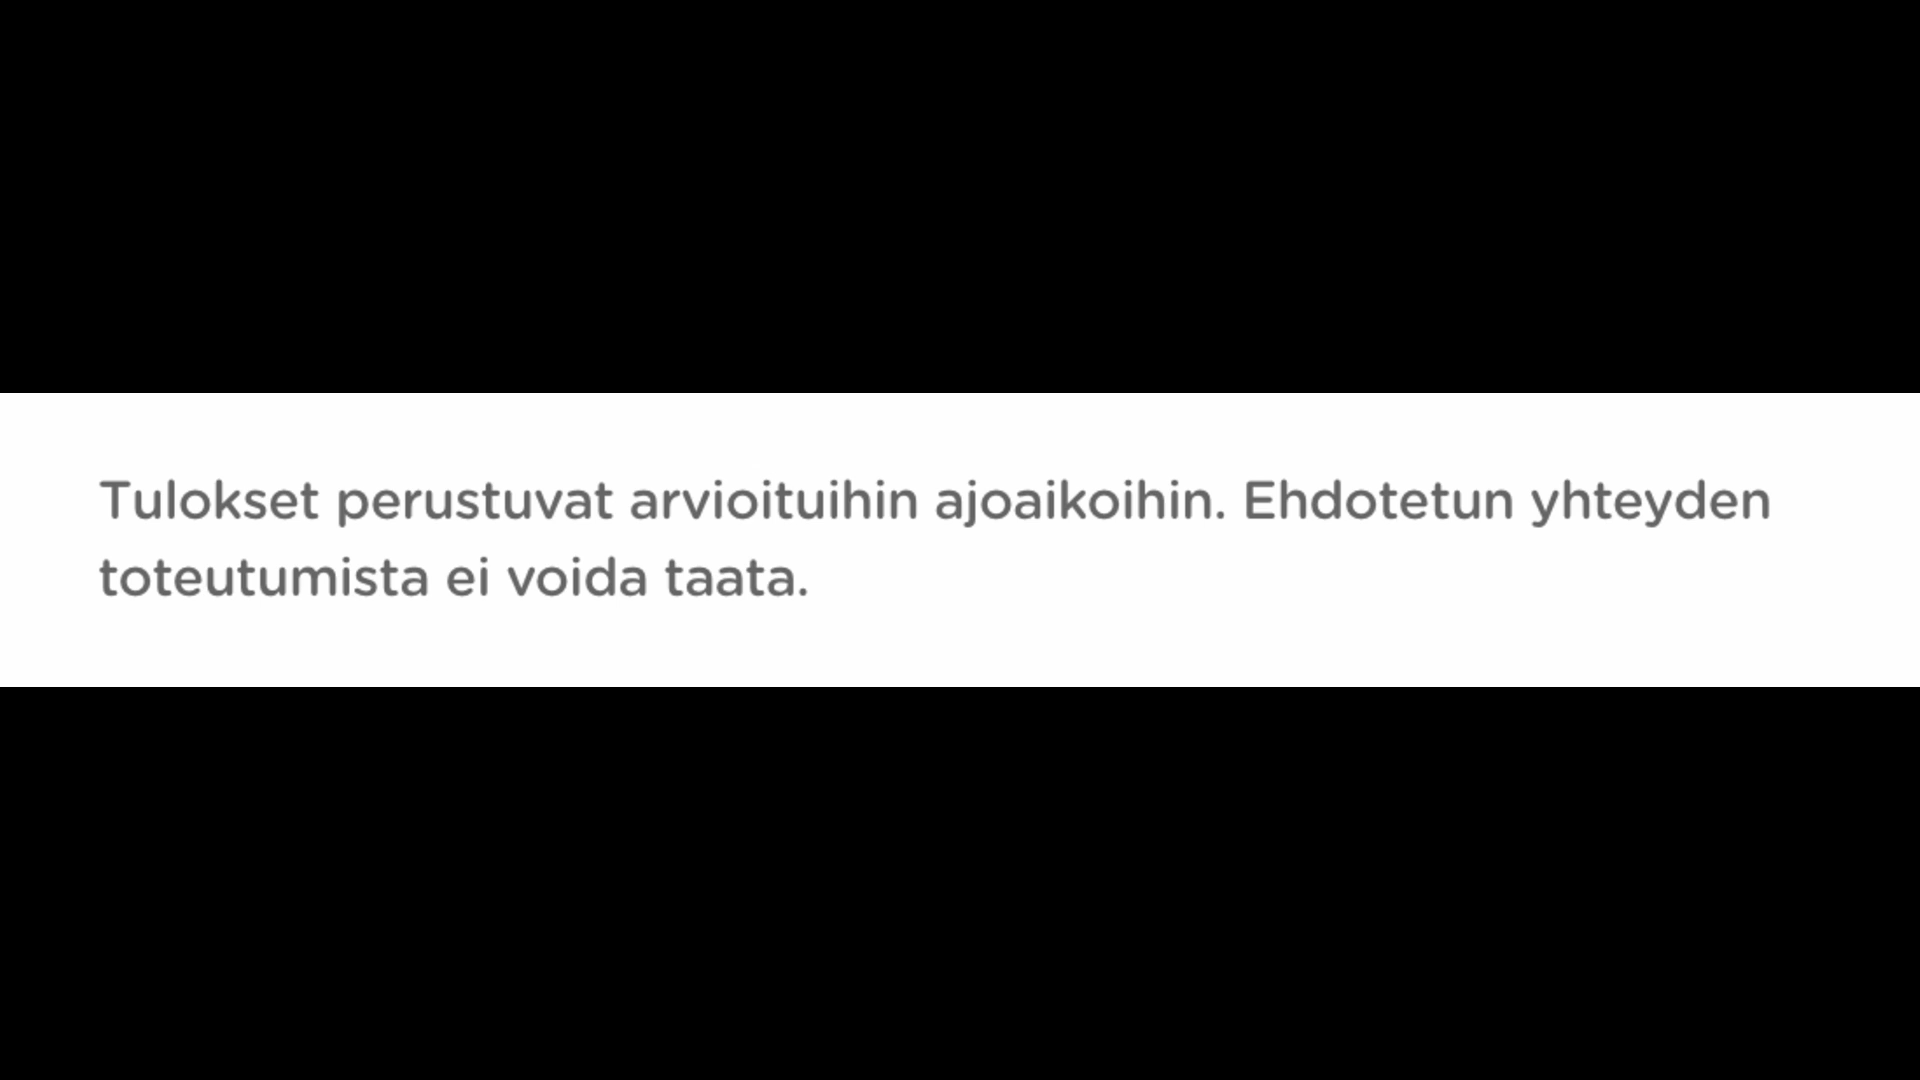 Tulokset perustuvat arvioituihin ajoaikoihin. Ehdotetun yhteyden
toteutumista ei voida taata.